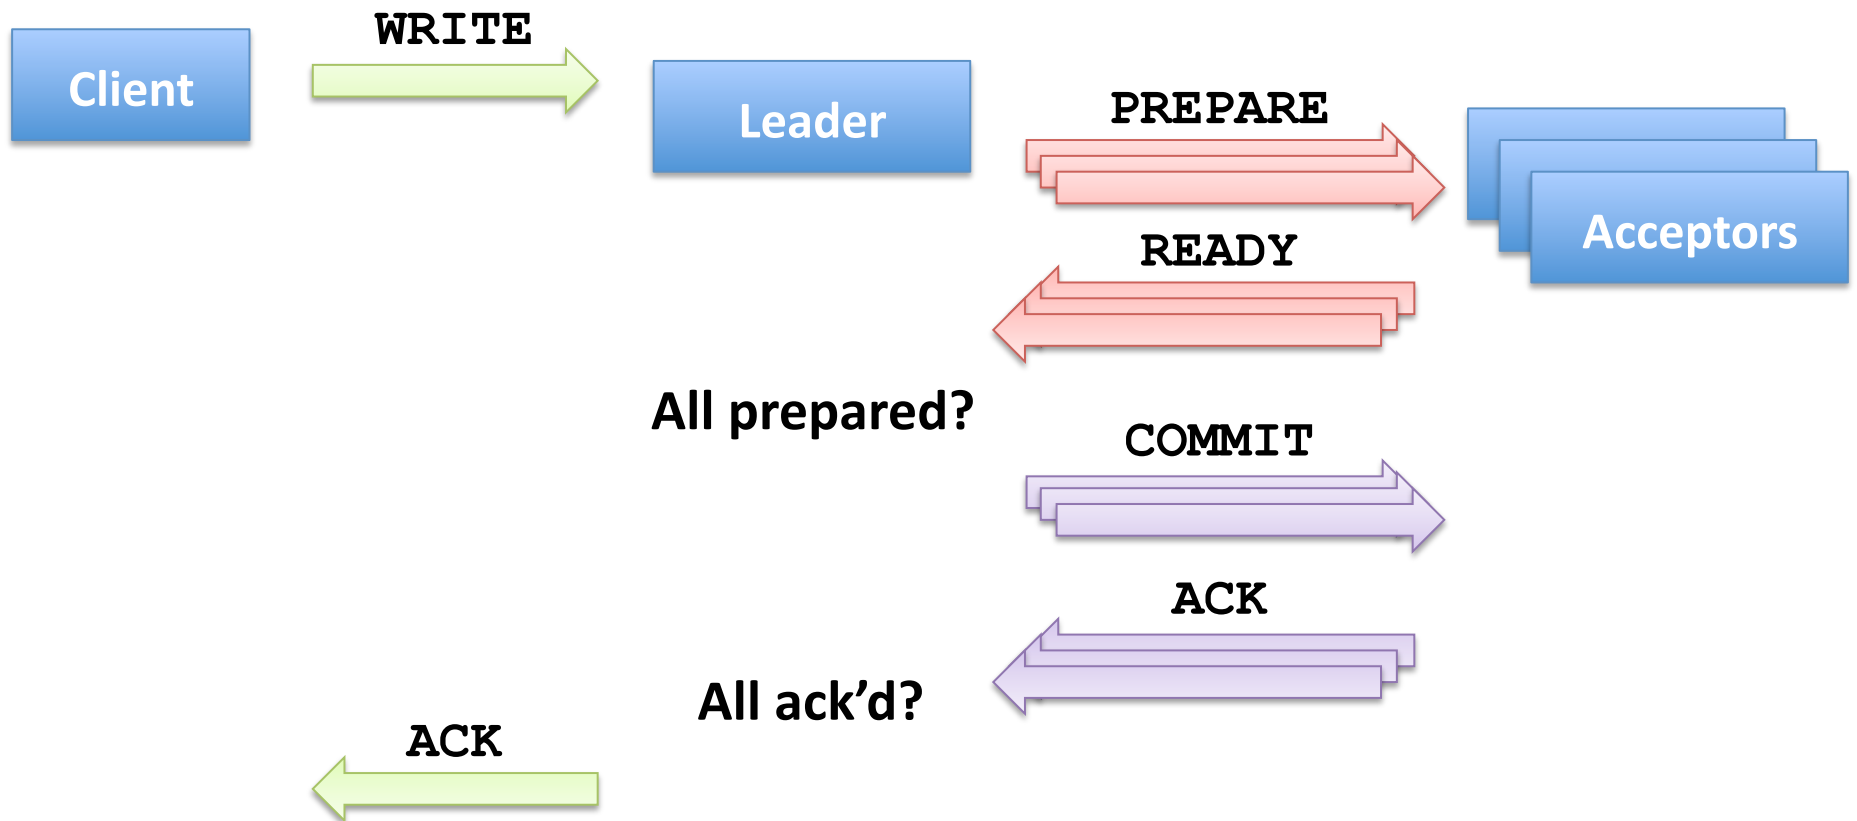 WRITE
Client
Leader
PREPARE
Acceptors
READY
All prepared?
COMMIT
ACK
All ack’d?
ACK